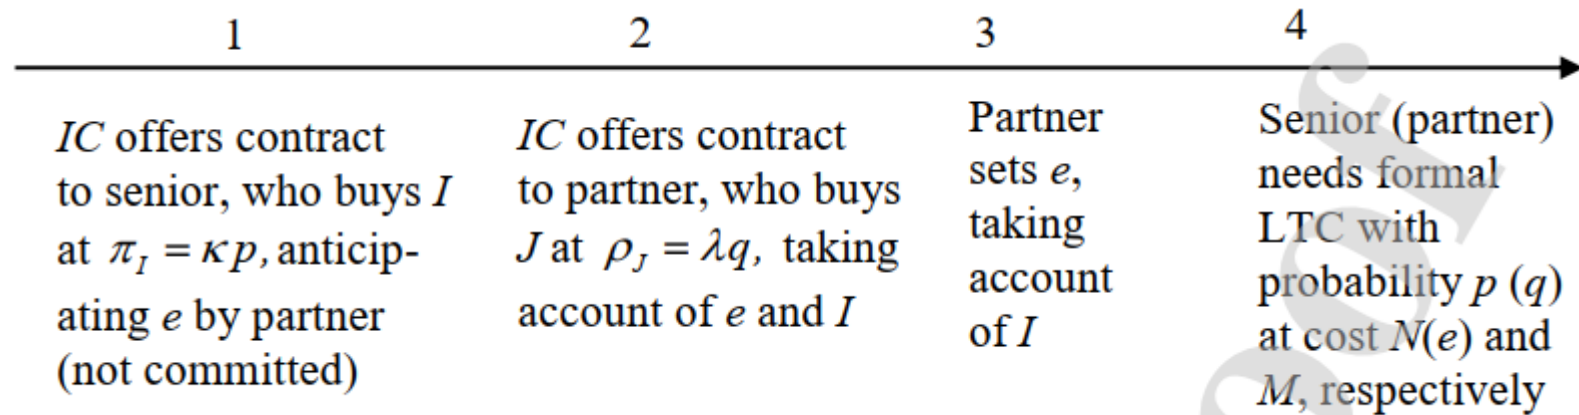 1
2
3
4
IC offers contract
to senior, who buys I
at π_I = κp, anticip-
ating e by partner
(not committed)
IC offers contract
to partner, who buys
J at ρ_J = λq, taking
account of e and I
Partner
sets e,
taking
account
of I
Senior (partner)
needs formal
LTC with
probability p (q)
at cost N(e) and
M, respectively